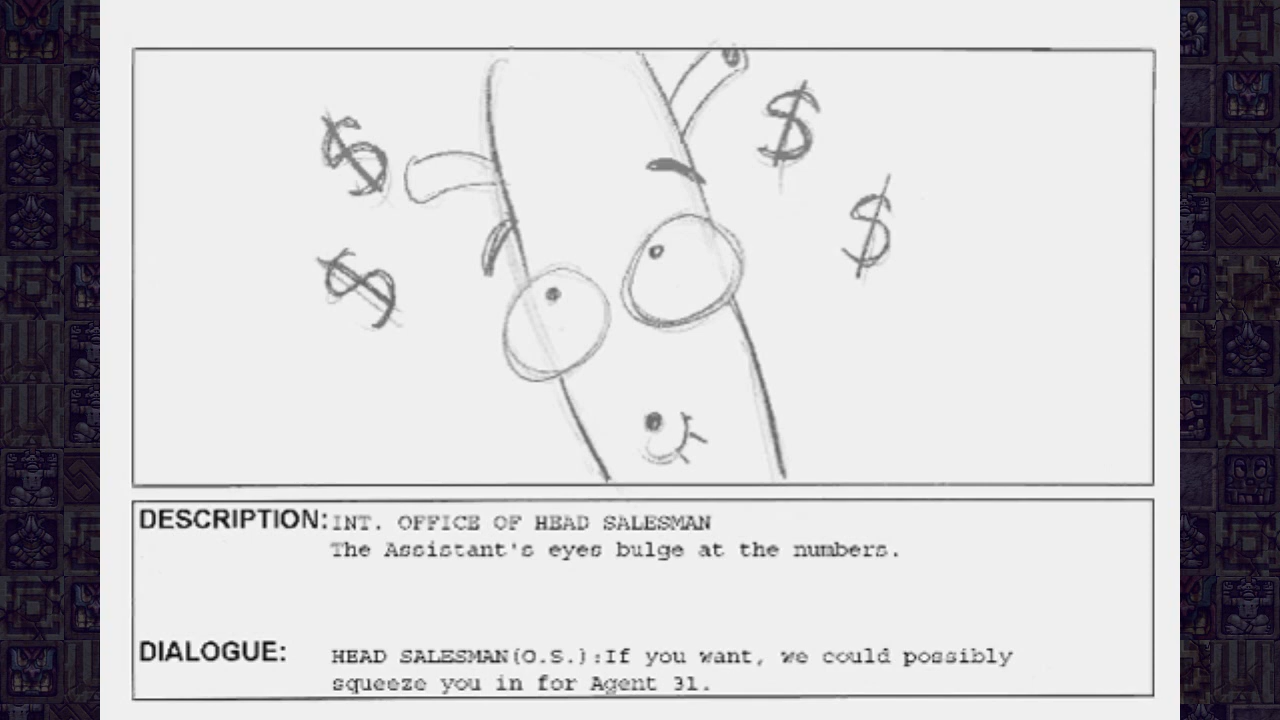 $ $
$ $
DESCRIPTION: INT. OFFICE OF HEAD SALESMAN
The Assistant's eyes bulge at the numbers.
DIALOGUE: HEAD SALESMAN(O.S.):If you want, we could possibly
squeeze you in for Agent 31.